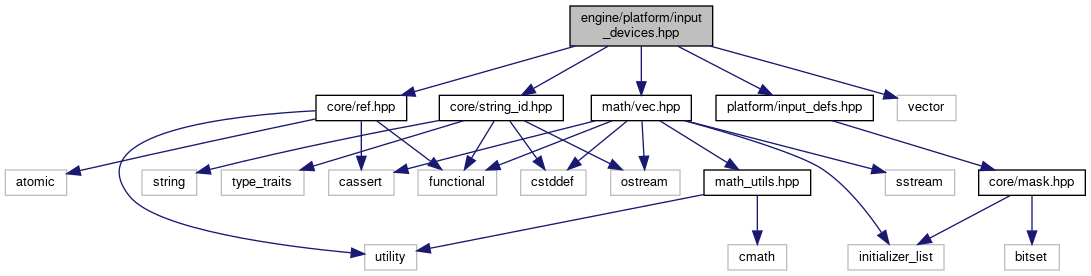 engine/platform/input
_devices.hpp
core/ref.hpp
core/string_id.hpp
math/vec.hpp
platform/input_defs.hpp
vector
atomic
string
type_traits
cassert
functional
cstddef
ostream
math_utils.hpp
sstream
core/mask.hpp
utility
cmath
initializer_list
bitset